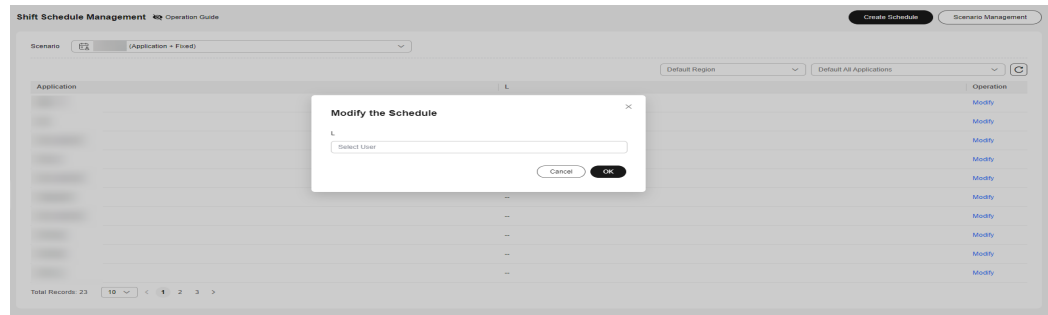 Shift Schedule Management Operation Guide Create Schedule Scenario Management
Scenario (Application + Fixed)
Default Region Default All Applications
Application L Operation
Modify
Modify the Schedule
Modify
L
Modify
Select User
Modify
Cancel OK
Modify
-- Modify
-- Modify
-- Modify
-- Modify
-- Modify
Total Records: 23 10 < 1 2 3 >